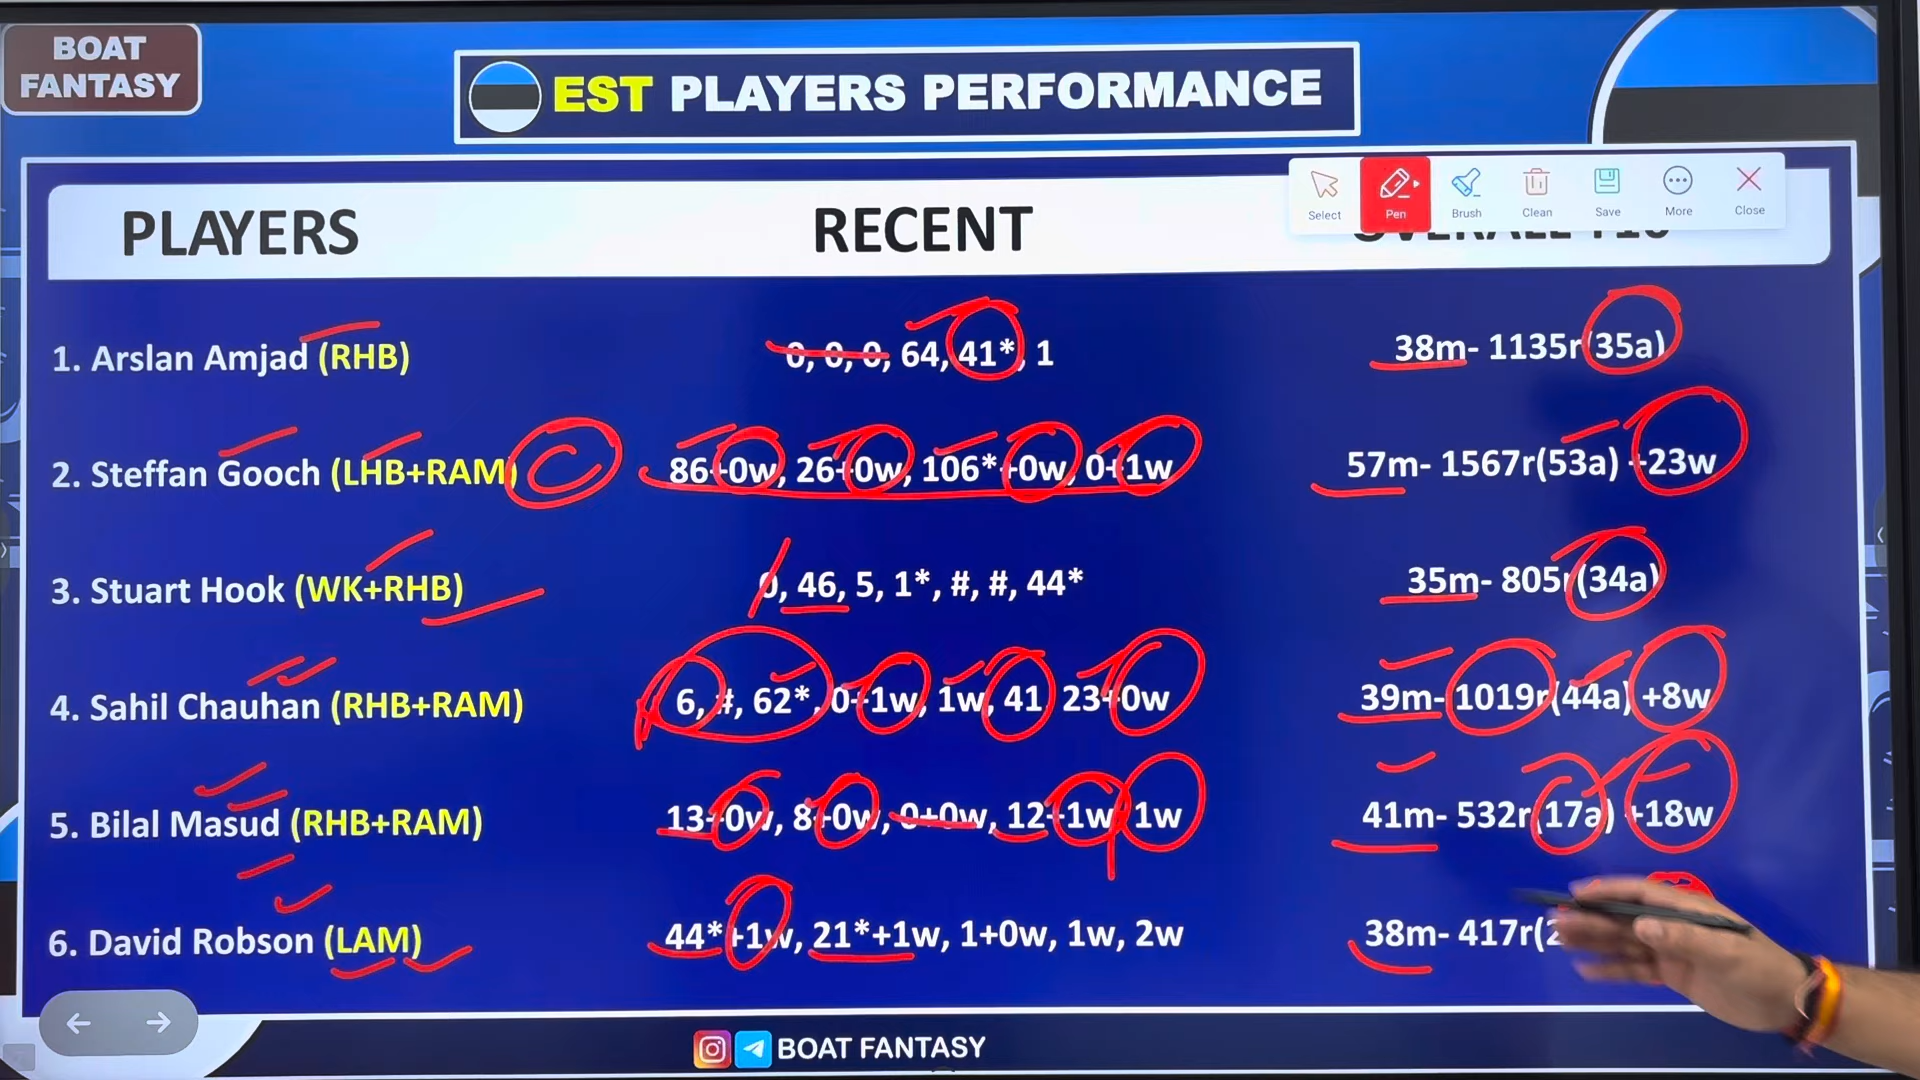 BOAT
FANTASY
EST PLAYERS PERFORMANCE
Select Pen Brush Clean Save More Close
PLAYERS RECENT
1. Arslan Amjad (RHB) 0, 0, 0, 64, 41*, 1 38m- 1135r(35a)
2. Steffan Gooch (LHB+RAM) C 86+0w, 26+0w, 106*+0w, 0+1w 57m- 1567r(53a) +23w
3. Stuart Hook (WK+RHB) 0, 46, 5, 1*, #, #, 44* 35m- 805r(34a)
4. Sahil Chauhan (RHB+RAM) 6, #, 62*, 0+1w, 1w, 41, 23+0w 39m- 1019r(44a) +8w
5. Bilal Masud (RHB+RAM) 13+0w, 8+0w, 0+0w, 12+1w, 1w 41m- 532r(17a) +18w
6. David Robson (LAM) 44*+1w, 21*+1w, 1+0w, 1w, 2w 38m- 417r(2
BOAT FANTASY